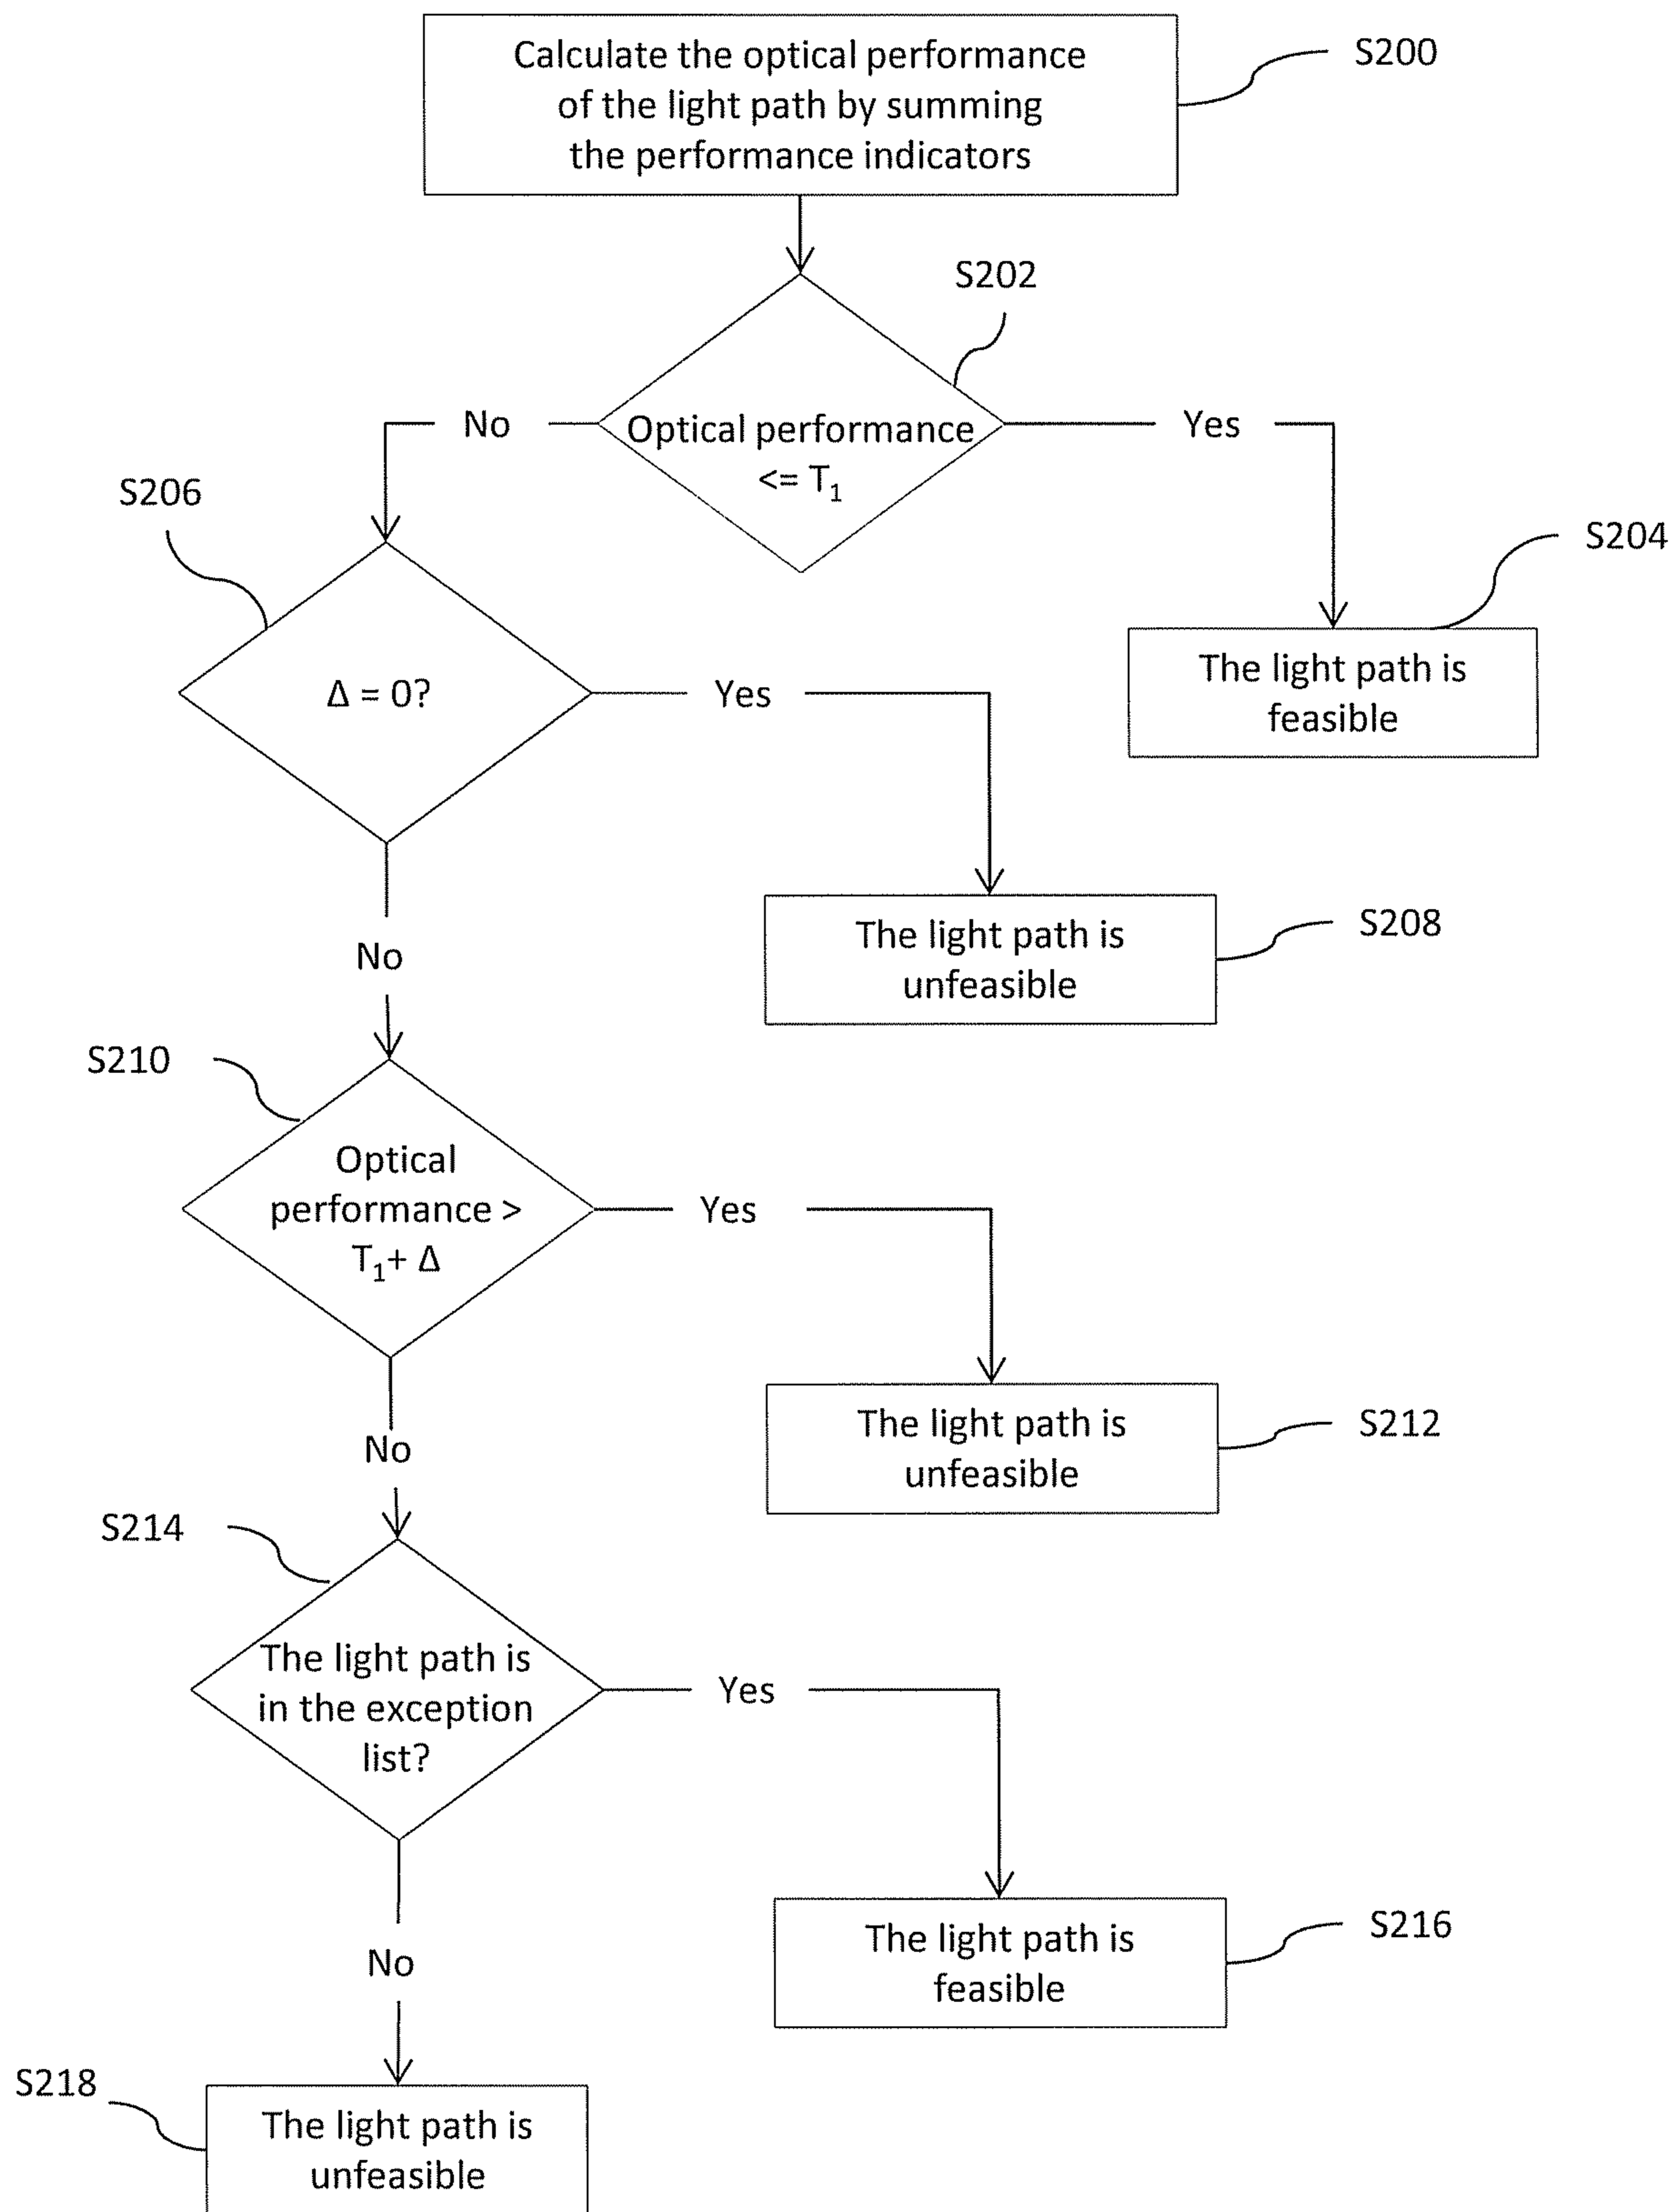 Calculate the optical performance
of the light path by summing
the performance indicators
S200
S202
Optical performance
<= T₁
No
Yes
S204
The light path is
feasible
S206
Δ = 0?
Yes
No
The light path is
unfeasible
S208
S210
Optical
performance >
T₁+ Δ
Yes
No
The light path is
unfeasible
S212
S214
The light path is
in the exception
list?
Yes
No
The light path is
feasible
S216
S218
The light path is
unfeasible